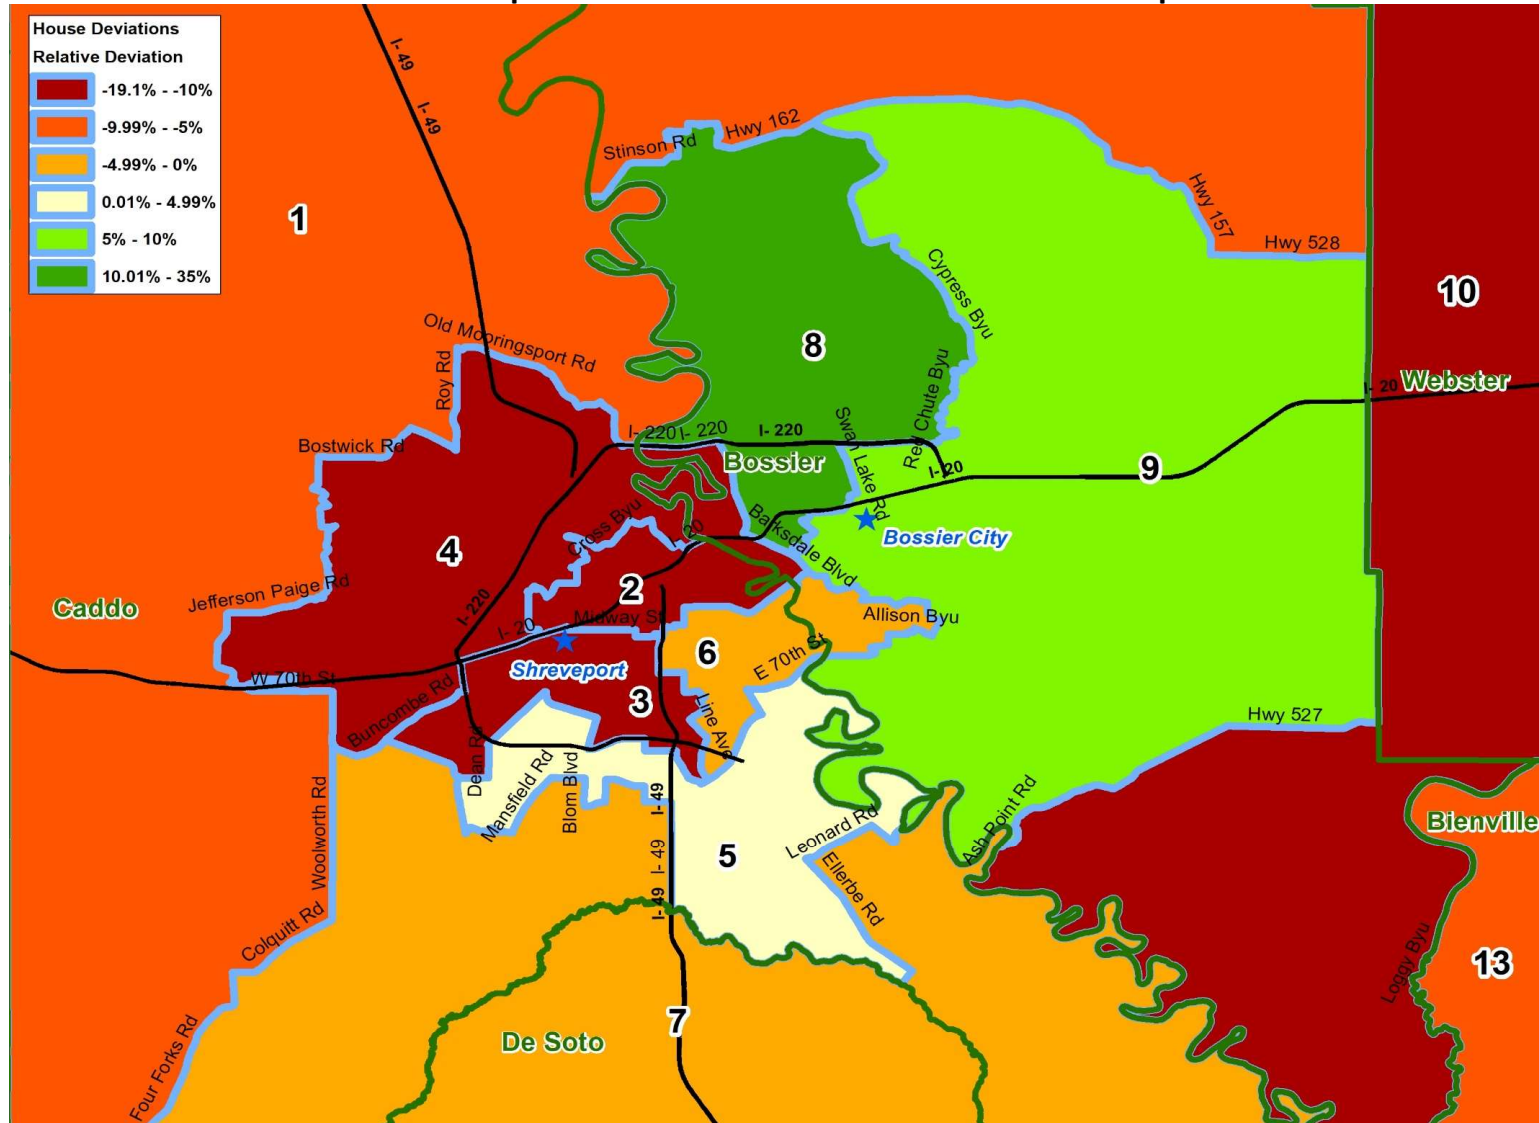 House Deviations
Relative Deviation
-19.1% - -10%
-9.99% - -5%
-4.99% - 0%
0.01% - 4.99%
5% - 10%
10.01% - 35%
I- 49
I- 49
Stinson Rd
Hwy 162
Hwy 157
Hwy 528
1
10
Cypress Byu
Old Mooringsport Rd
8
Roy Rd
Red Chute Byu
I- 20
Webster
Bostwick Rd
I- 220
I- 220
I- 220
Swan Lake Rd
Bossier
I- 20
9
Cross Byu
I- 20
Barksdale Blvd
Bossier City
4
2
Jefferson Paige Rd
Caddo
I- 220
I- 20
Midway St
Allison Byu
Shreveport
6
E 70th St
W 70th St
Buncombe Rd
3
Line Ave
Hwy 527
Dean Rd
Mansfield Rd
Blom Blvd
I- 49
Woolworth Rd
Leonard Rd
Ash Point Rd
Bienville
I- 49
5
Ellerbe Rd
I- 49
Colquitt Rd
Loggy Byu
13
7
De Soto
Four Forks Rd